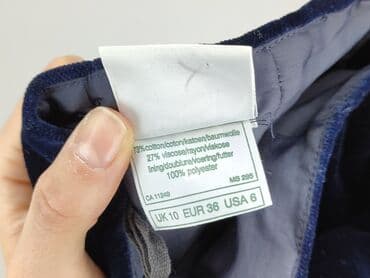 73%cotton/coton/katoen/baumwolle
27% viscose/rayon/viskose
lining/doublure/voering/futter
100% polyester
CA 11249 MS 295
UK 10 EUR 36 USA 6